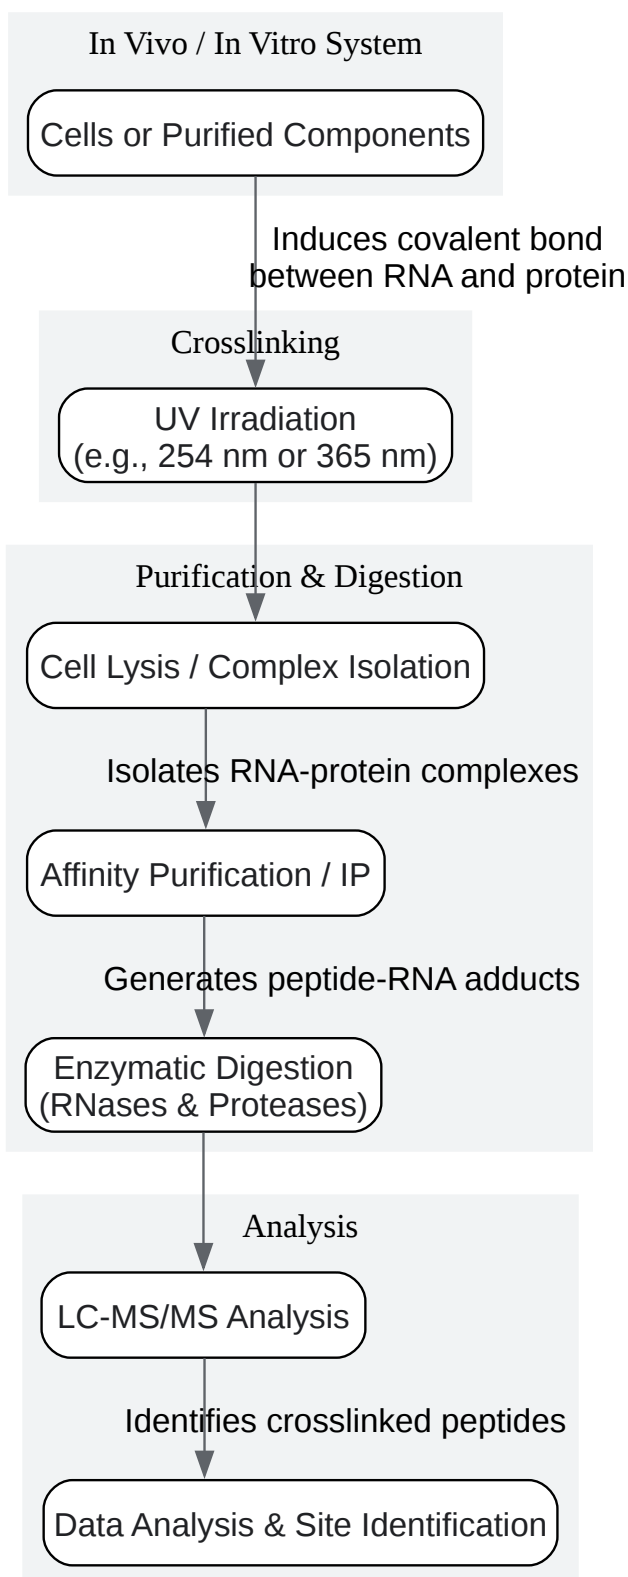 In Vivo / In Vitro System
Cells or Purified Components
Induces covalent bond
between RNA and protein
Crosslinking
UV Irradiation
(e.g., 254 nm or 365 nm)
Purification & Digestion
Cell Lysis / Complex Isolation
Isolates RNA-protein complexes
Affinity Purification / IP
Generates peptide-RNA adducts
Enzymatic Digestion
(RNases & Proteases)
Analysis
LC-MS/MS Analysis
Identifies crosslinked peptides
Data Analysis & Site Identification